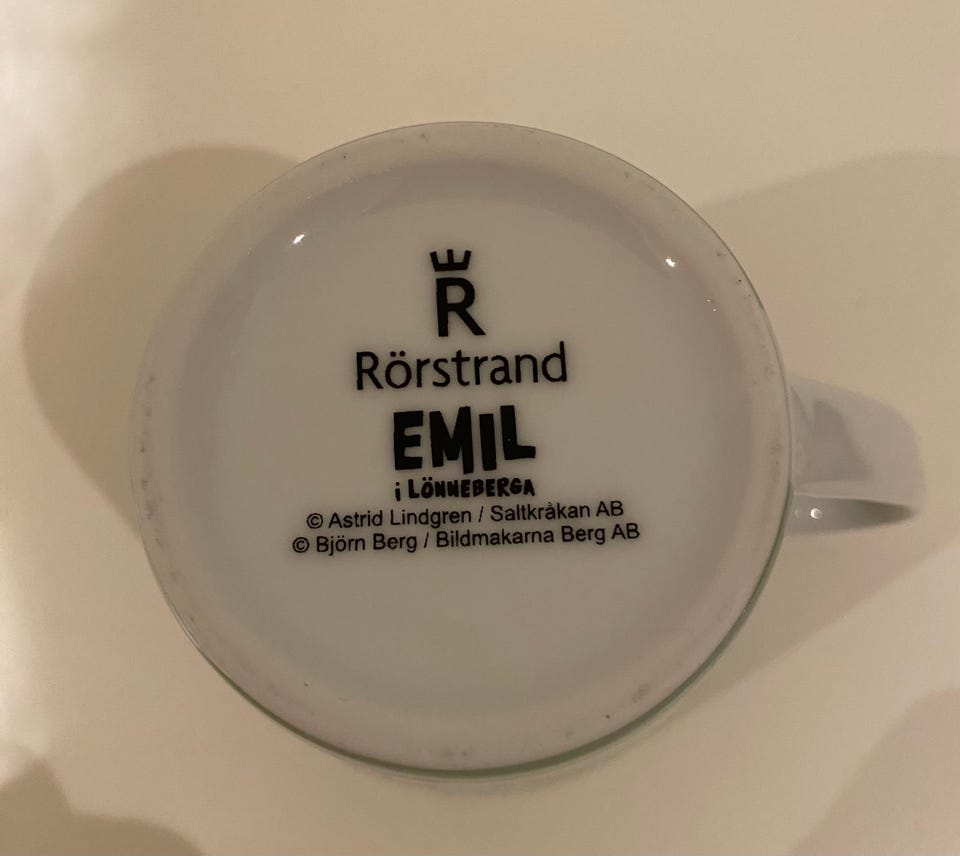 R
Rörstrand
EMIL
i LÖNNEBERGA
© Astrid Lindgren / Saltkråkan AB
© Björn Berg / Bildmakarna Berg AB